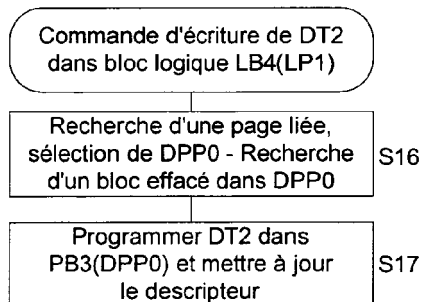 Commande d'écriture de DT2
dans bloc logique LB4(LP1)
Recherche d'une page liée,
sélection de DPP0 - Recherche
d'un bloc effacé dans DPP0
S16
Programmer DT2 dans
PB3(DPP0) et mettre à jour
le descripteur
S17